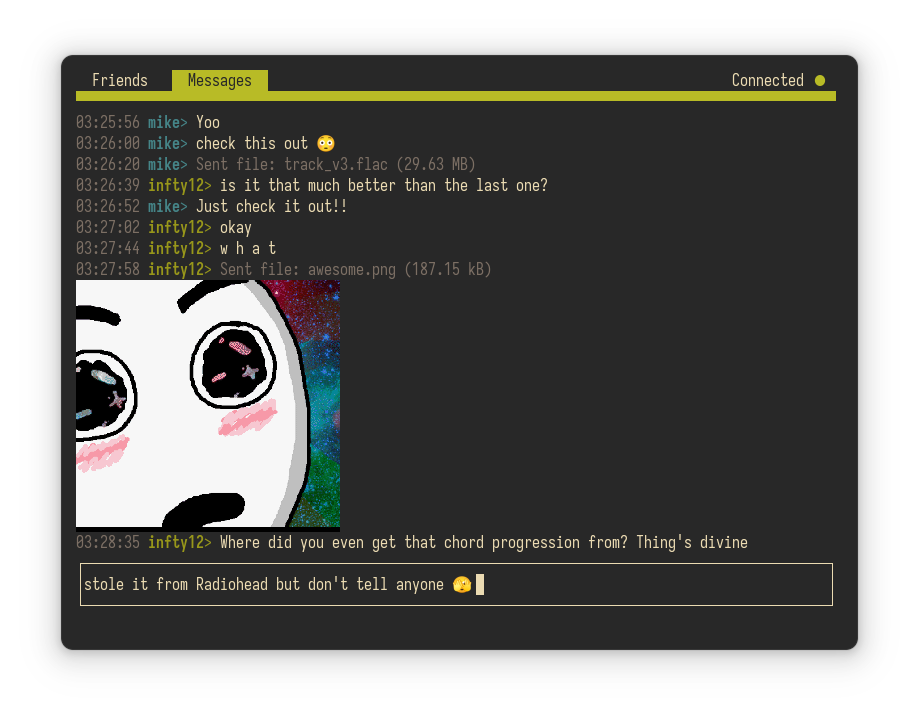 Friends Messages Connected
03:25:56 mike> Yoo
03:26:00 mike> check this out 😳
03:26:20 mike> Sent file: track_v3.flac (29.63 MB)
03:26:39 infty12> is it that much better than the last one?
03:26:52 mike> Just check it out!!
03:27:02 infty12> okay
03:27:44 infty12> w h a t
03:27:58 infty12> Sent file: awesome.png (187.15 kB)
03:28:35 infty12> Where did you even get that chord progression from? Thing's divine
stole it from Radiohead but don't tell anyone 🫣